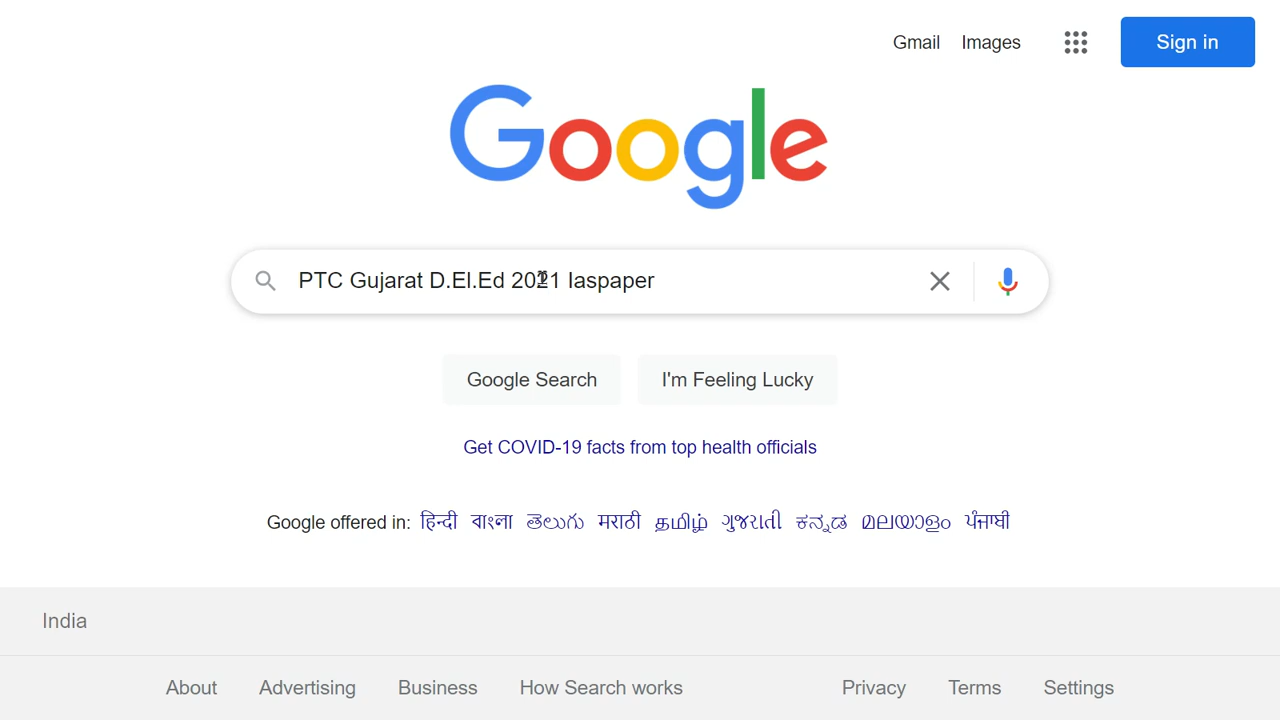 Gmail Images Sign in
Google
PTC Gujarat D.El.Ed 2021 Iaspaper
Google Search I'm Feeling Lucky
Get COVID-19 facts from top health officials
Google offered in: हिन्दी বাংলা తెలుగు मराठी தமிழ் ગુજરાતી ಕನ್ನಡ മലയാളം ਪੰਜਾਬੀ
India
About Advertising Business How Search works Privacy Terms Settings